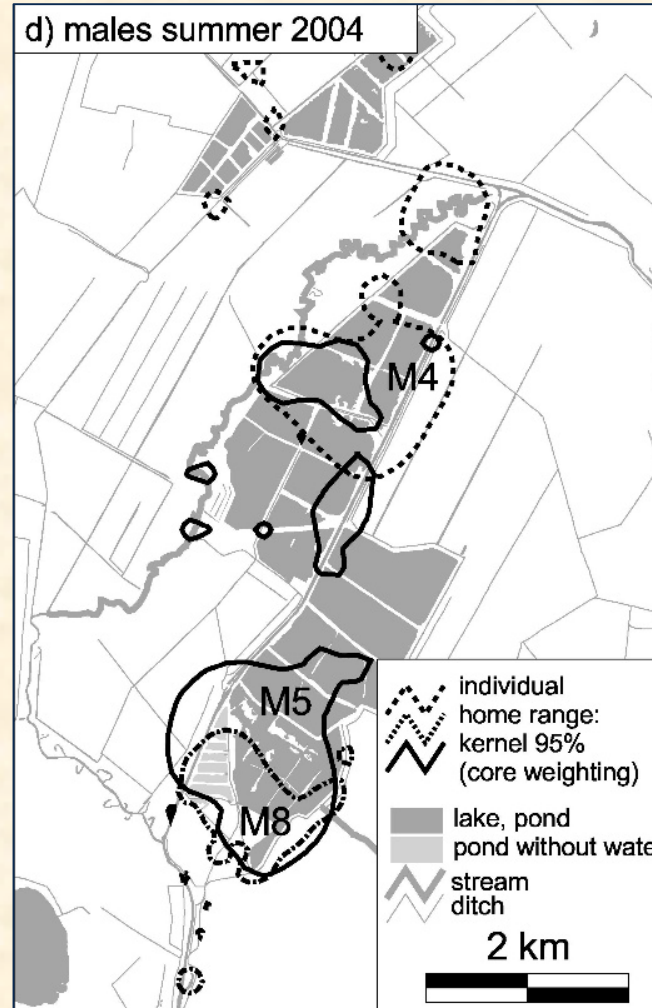 d) males summer 2004
M4
M5
M8
individual
home range:
kernel 95%
(core weighting)
lake, pond
pond without wate
stream
ditch
2 km